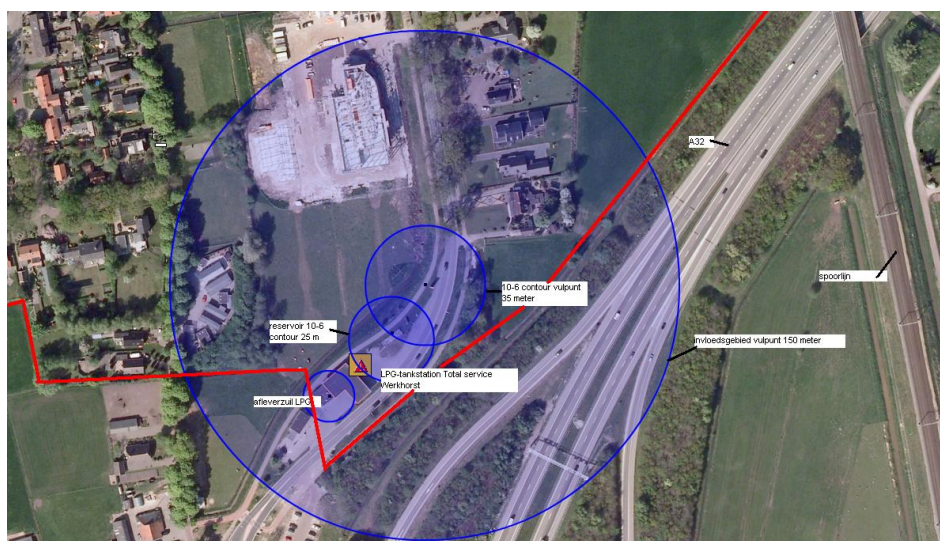 A32
spoorlijn
10-6 contour vulpunt
35 meter
reservoir 10-6
contour 25 m
invloedsgebied vulpunt 150 meter
LPG-tankstation Total service
Werkhorst
afleverzuil LPG